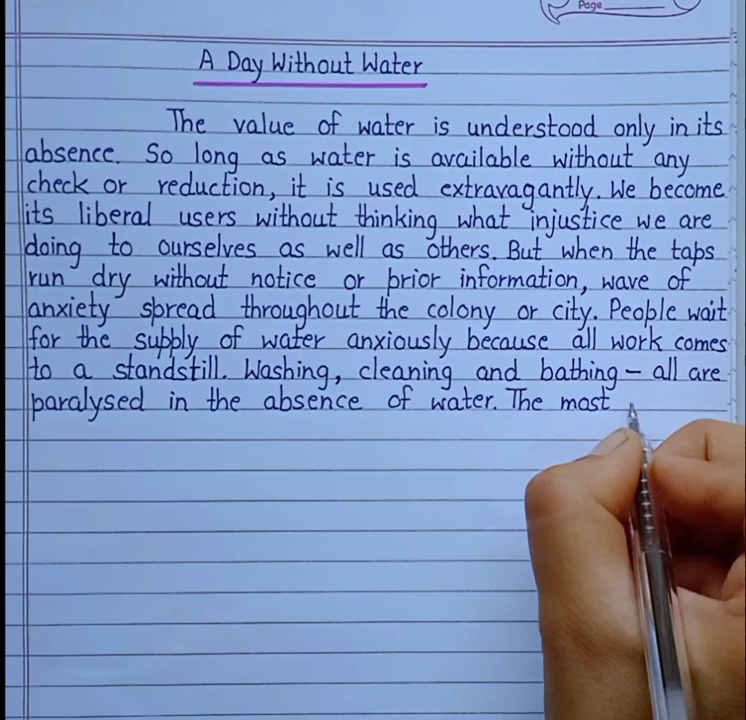 Page
A Day Without Water
The value of water is understood only in its
absence. So long as water is available without any
check or reduction, it is used extravagantly. We become
its liberal users without thinking what injustice we are
doing to ourselves as well as others. But when the taps
run dry without notice or prior information, wave of
anxiety spread throughout the colony or city. People wait
for the supply of water anxiously because all work comes
to a standstill. Washing, cleaning and bathing – all are
paralysed in the absence of water. The most